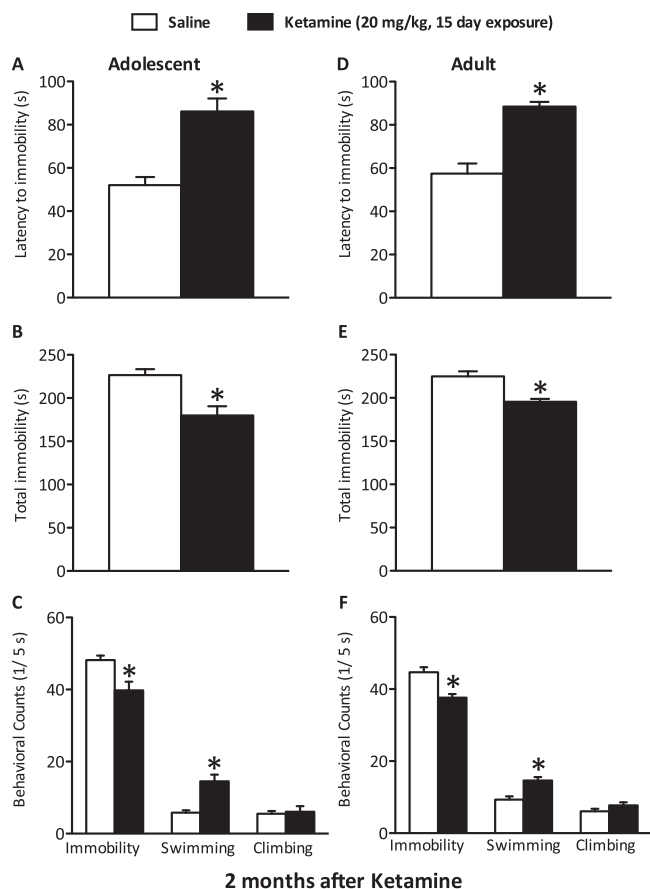 Saline Ketamine (20 mg/kg, 15 day exposure)
A Adolescent
Latency to immobility (s)
100
80
60
40
20
0
*
D Adult
Latency to immobility (s)
100
80
60
40
20
0
*
B
Total immobility (s)
250
200
150
100
50
0
*
E
Total immobility (s)
250
200
150
100
50
0
*
C
Behavioral Counts (1/ 5 s)
60
40
20
0
*
*
Immobility Swimming Climbing
F
Behavioral Counts (1/ 5 s)
60
40
20
0
*
*
Immobility Swimming Climbing
2 months after Ketamine